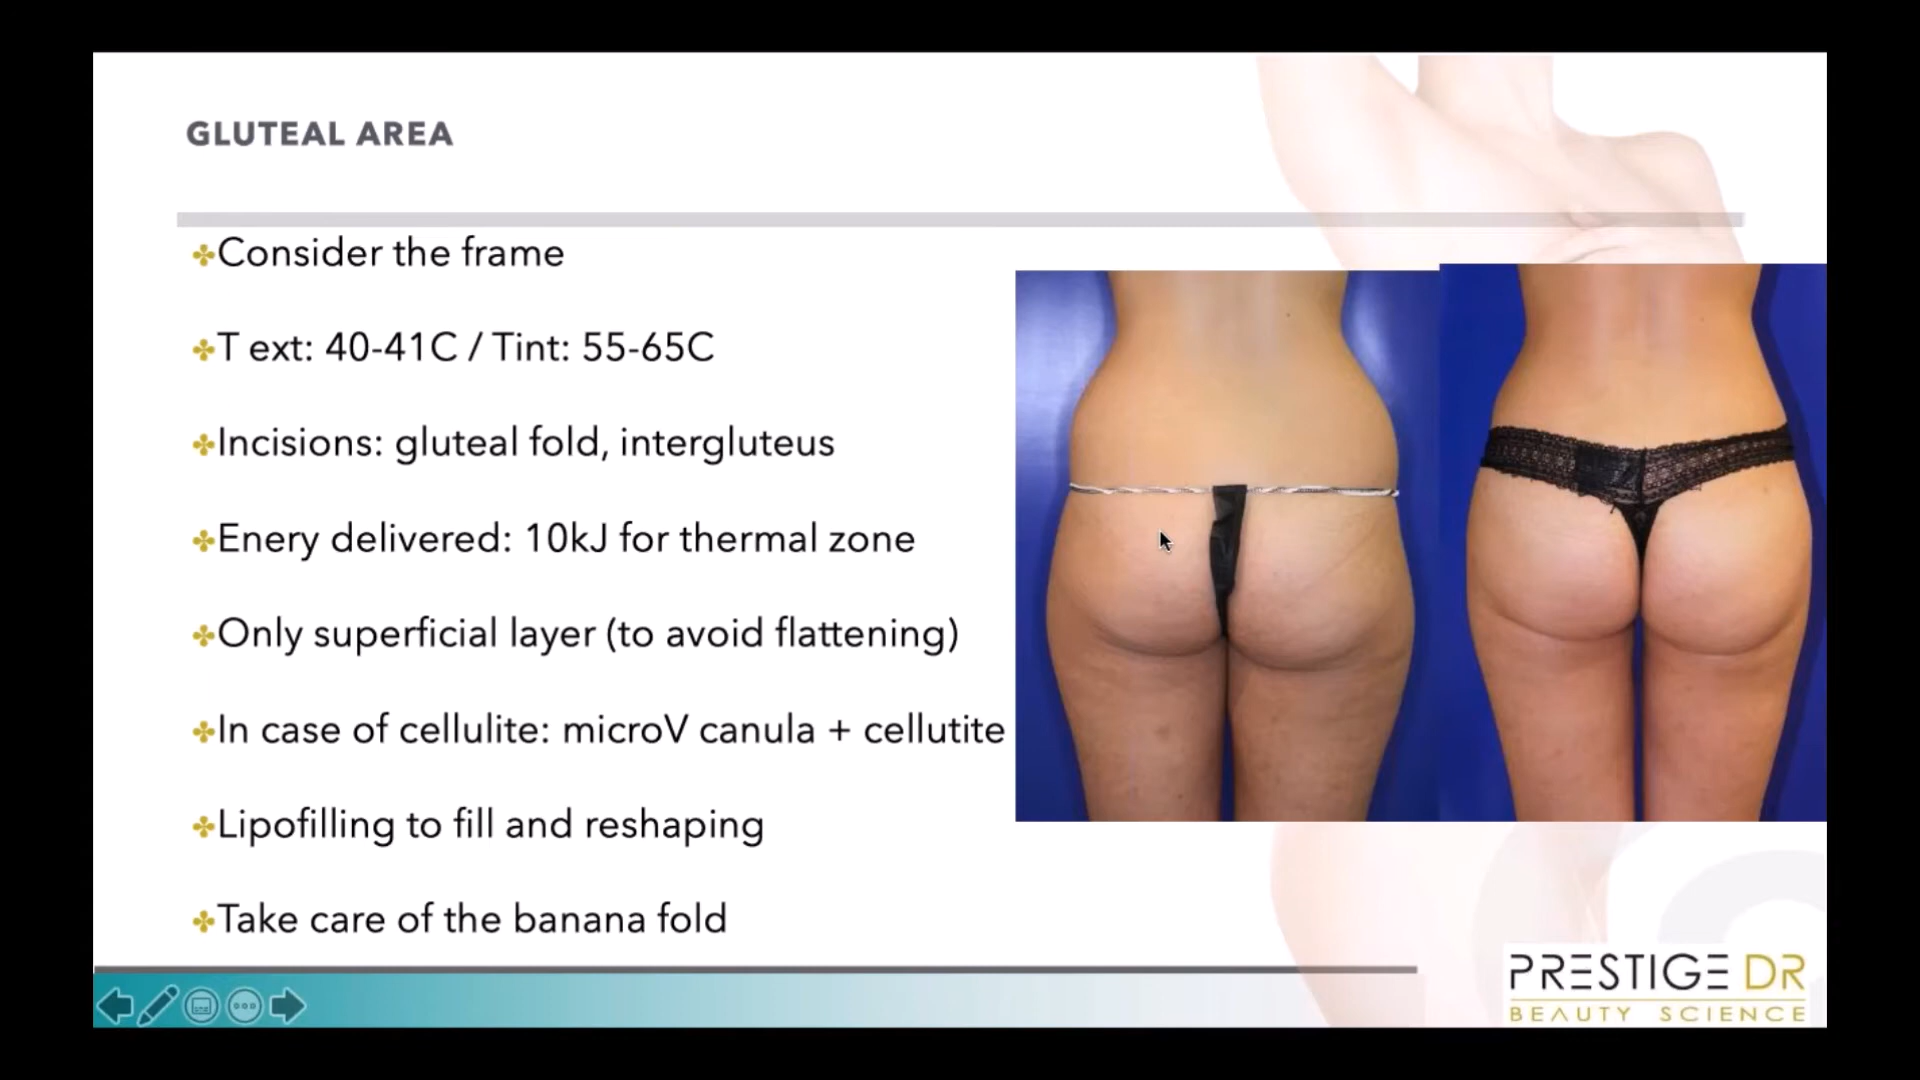 GLUTEAL AREA
Consider the frame
T ext: 40-41C / Tint: 55-65C
Incisions: gluteal fold, intergluteus
Enery delivered: 10kJ for thermal zone
Only superficial layer (to avoid flattening)
In case of cellulite: microV canula + cellutite
Lipofilling to fill and reshaping
Take care of the banana fold
PRESTIGE DR
BEAUTY SCIENCE